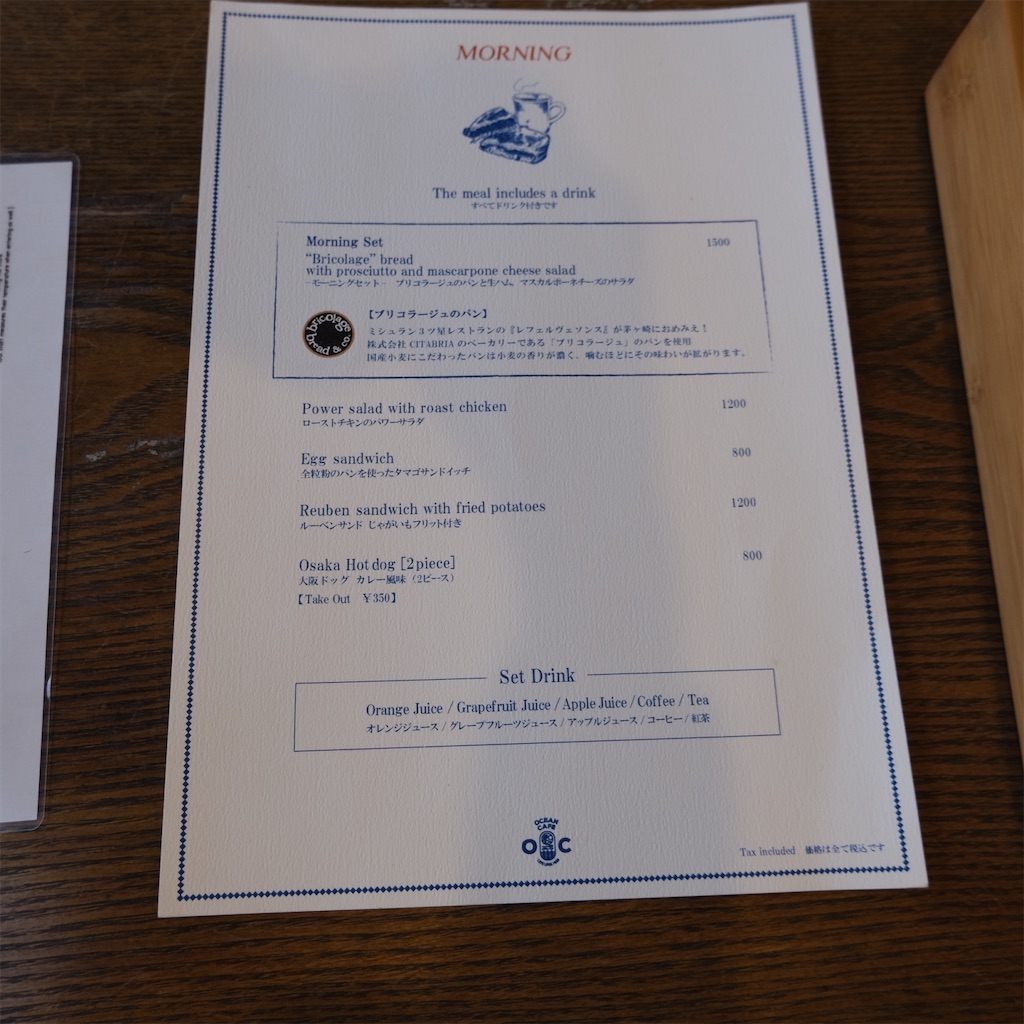 MORNING
The meal includes a drink
すべてドリンク付きです
Morning Set 1500
“Bricolage” bread
with prosciutto and mascarpone cheese salad
-モーニングセット- ブリコラージュのパンと生ハム、マスカルポーネチーズのサラダ
【ブリコラージュのパン】
bricolage
bread & co.
ミシュラン3ツ星レストランの『レフェルヴェソンス』が茅ヶ崎におめみえ!
株式会社 CITABRIA のベーカリーである「ブリコラージュ」のパンを使用
国産小麦にこだわったパンは小麦の香りが濃く、噛むほどにその味わいが拡がります。
Power salad with roast chicken 1200
ローストチキンのパワーサラダ
Egg sandwich 800
全粒粉のパンを使ったタマゴサンドイッチ
Reuben sandwich with fried potatoes 1200
ルーベンサンド じゃがいもフリット付き
Osaka Hotdog [2piece] 800
大阪ドッグ カレー風味 (2ピース)
【Take Out ¥350】
Set Drink
Orange Juice / Grapefruit Juice / Apple Juice / Coffee / Tea
オレンジジュース / グレープフルーツジュース / アップルジュース / コーヒー / 紅茶
OCEAN
CAFE
O C
Tax included 価格は全て税込です